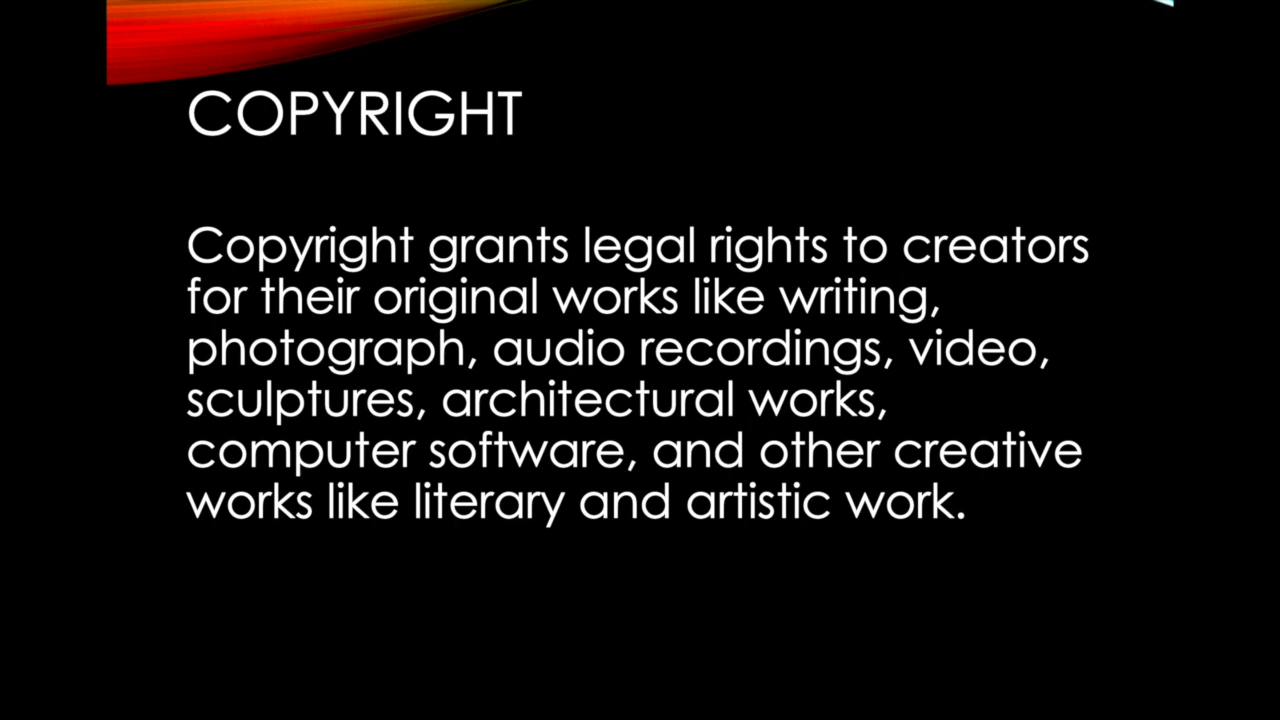 COPYRIGHT
Copyright grants legal rights to creators
for their original works like writing,
photograph, audio recordings, video,
sculptures, architectural works,
computer software, and other creative
works like literary and artistic work.